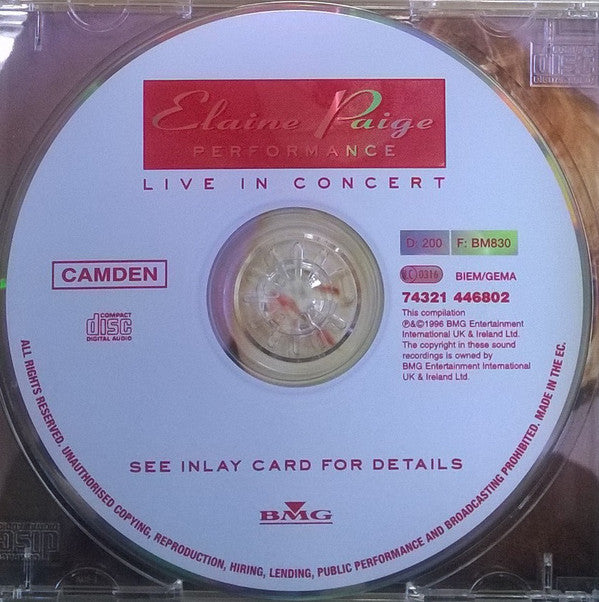 Elaine Paige
PERFORMANCE
LIVE IN CONCERT
D: 200 F: BM830
CAMDEN
LC 0316 BIEM/GEMA
74321 446802
COMPACT
disc
DIGITAL AUDIO
This compilation
℗&©1996 BMG Entertainment
International UK & Ireland Ltd.
The copyright in these sound
recordings is owned by
BMG Entertainment International
UK & Ireland Ltd.
SEE INLAY CARD FOR DETAILS
BMG
ALL RIGHTS RESERVED. UNAUTHORISED COPYING, REPRODUCTION, HIRING, LENDING, PUBLIC PERFORMANCE AND BROADCASTING PROHIBITED. MADE IN THE EC.
disc